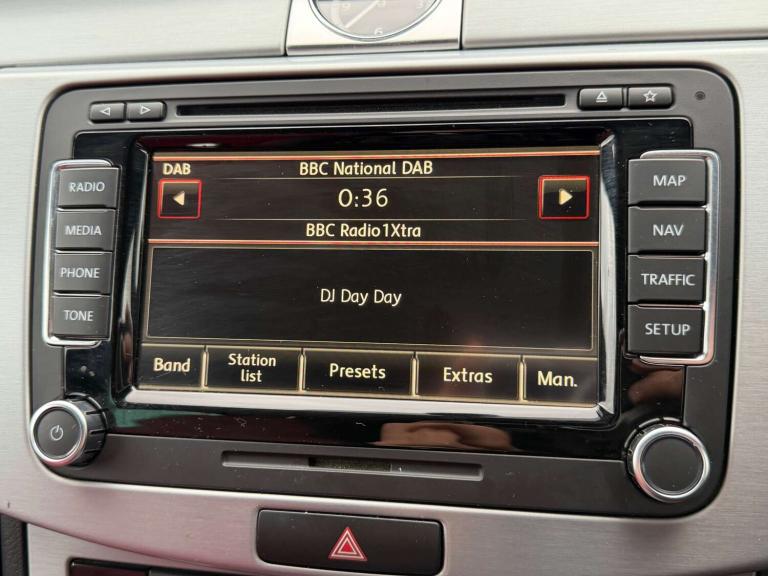 6
RADIO
MEDIA
PHONE
TONE
DAB
BBC National DAB
0:36
BBC Radio1Xtra
DJ Day Day
Band
Station
list
Presets
Extras
Man.
MAP
NAV
TRAFFIC
SETUP